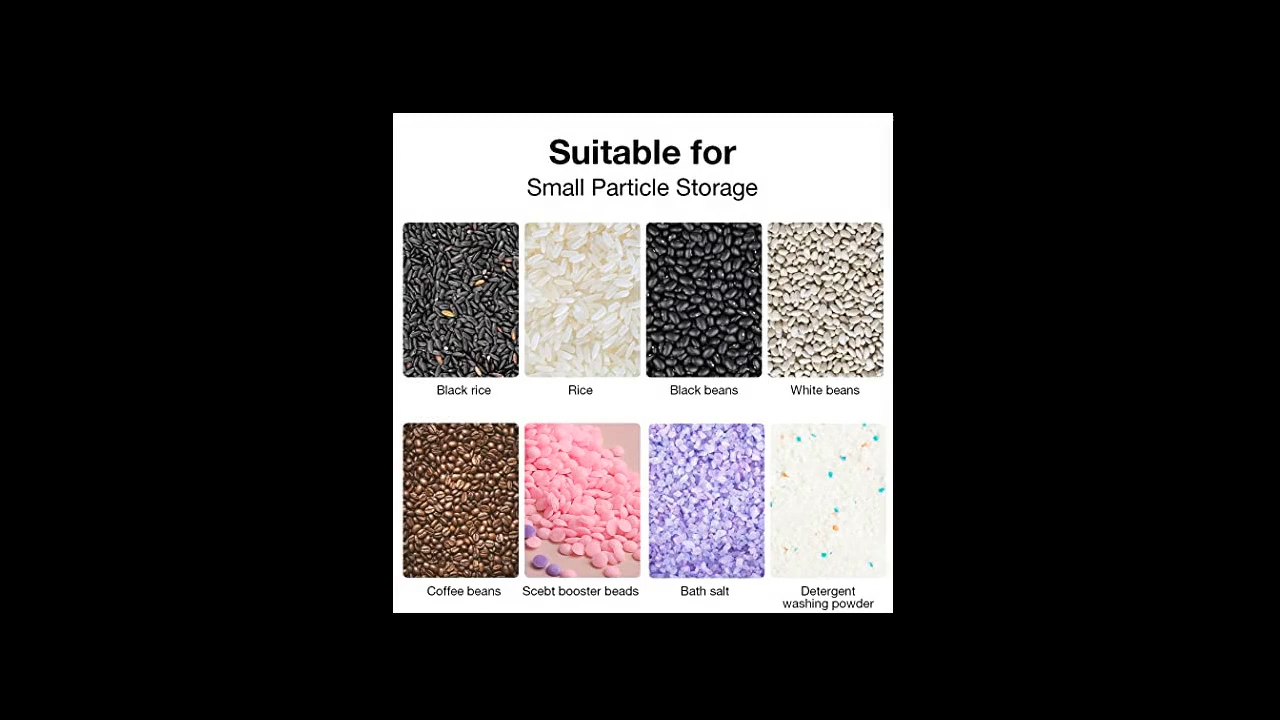 Suitable for
Small Particle Storage
Black rice
Rice
Black beans
White beans
Coffee beans
Scebt booster beads
Bath salt
Detergent
washing powder